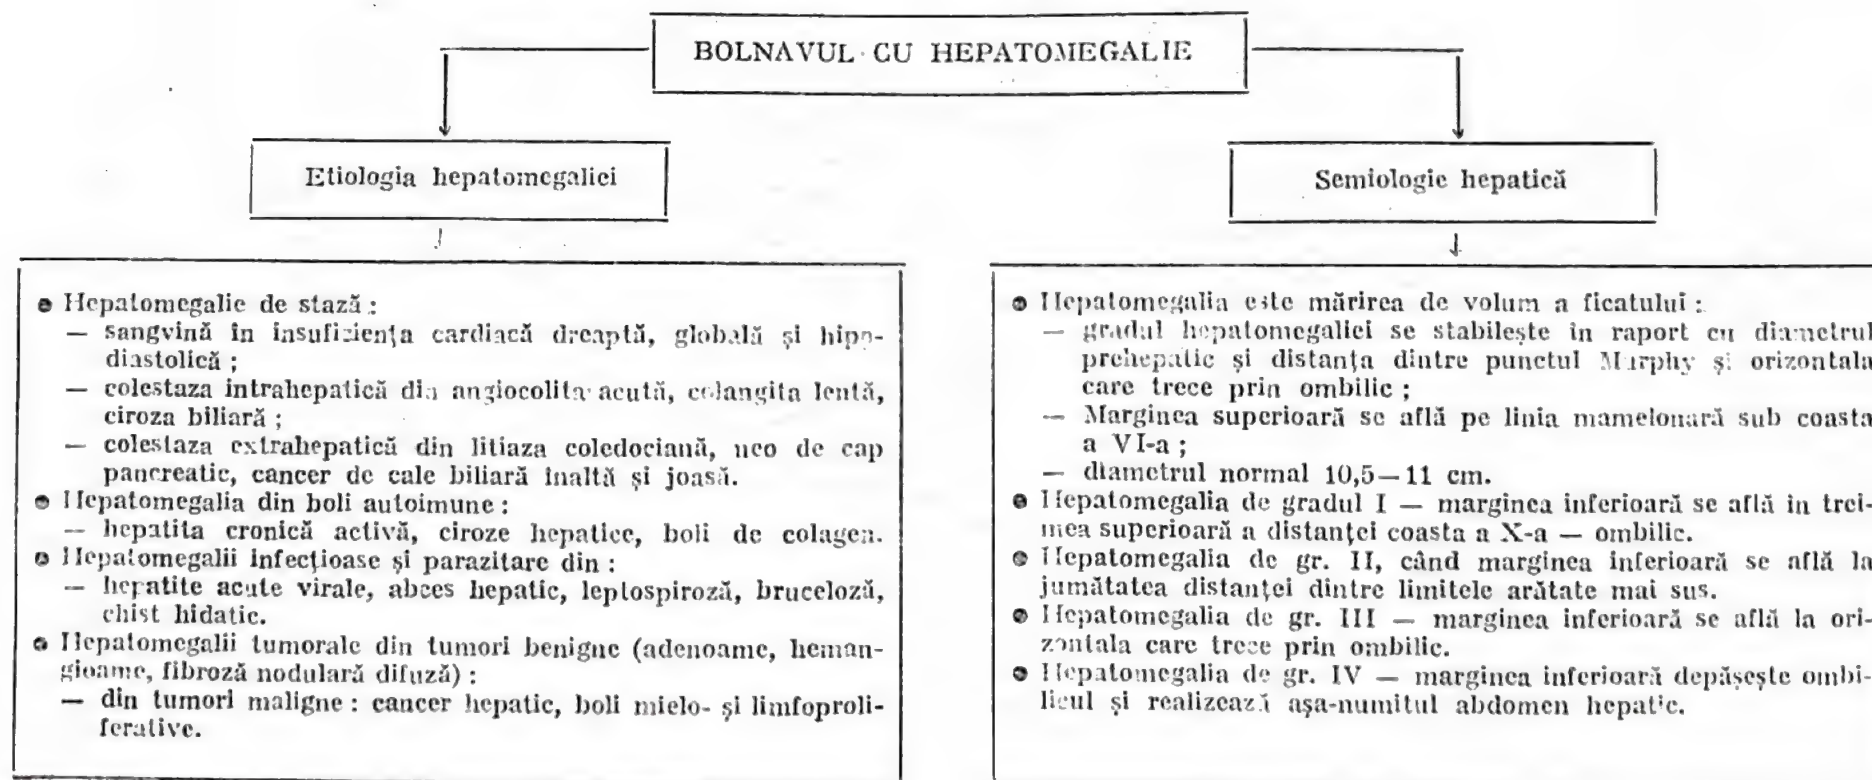 BOLNAVUL CU HEPATOMEGALIE
Etiologia hepatomegaliei
● Hepatomegalie de stază :
— sangvină în insuficiența cardiacă dreaptă, globală și hipo-
diastolică ;
— colestaza intrahepatică din angiocolita acută, colangita lentă,
ciroza biliară ;
— colestaza extrahepatică din litiaza coledociană, neo de cap
pancreatic, cancer de cale biliară înaltă și joasă.
● Hepatomegalia din boli autoimune :
— hepatita cronică activă, ciroze hepatice, boli de colagen.
● Hepatomegalii infecțioase și parazitare din :
— hepatite acute virale, abces hepatic, leptospiroză, bruceloză,
chist hidatic.
● Hepatomegalii tumorale din tumori benigne (adenoame, heman-
gioame, fibroză nodulară difuză) :
— din tumori maligne : cancer hepatic, boli mielo- și limfoproli-
ferative.
Semiologie hepatică
● Hepatomegalia este mărirea de volum a ficatului :
— gradul hepatomegaliei se stabilește în raport cu diametrul
prehepatic și distanța dintre punctul Murphy și orizontala
care trece prin ombilic ;
— Marginea superioară se află pe linia mamelonară sub coasta
a VI-a ;
— diametrul normal 10,5—11 cm.
● Hepatomegalia de gradul I — marginea inferioară se află în trei-
mea superioară a distanței coasta a X-a — ombilic.
● Hepatomegalia de gr. II, când marginea inferioară se află la
jumătatea distanței dintre limitele arătate mai sus.
● Hepatomegalia de gr. III — marginea inferioară se află la ori-
zontala care trece prin ombilic.
● Hepatomegalia de gr. IV — marginea inferioară depășește ombi-
licul și realizează așa-numitul abdomen hepatic.